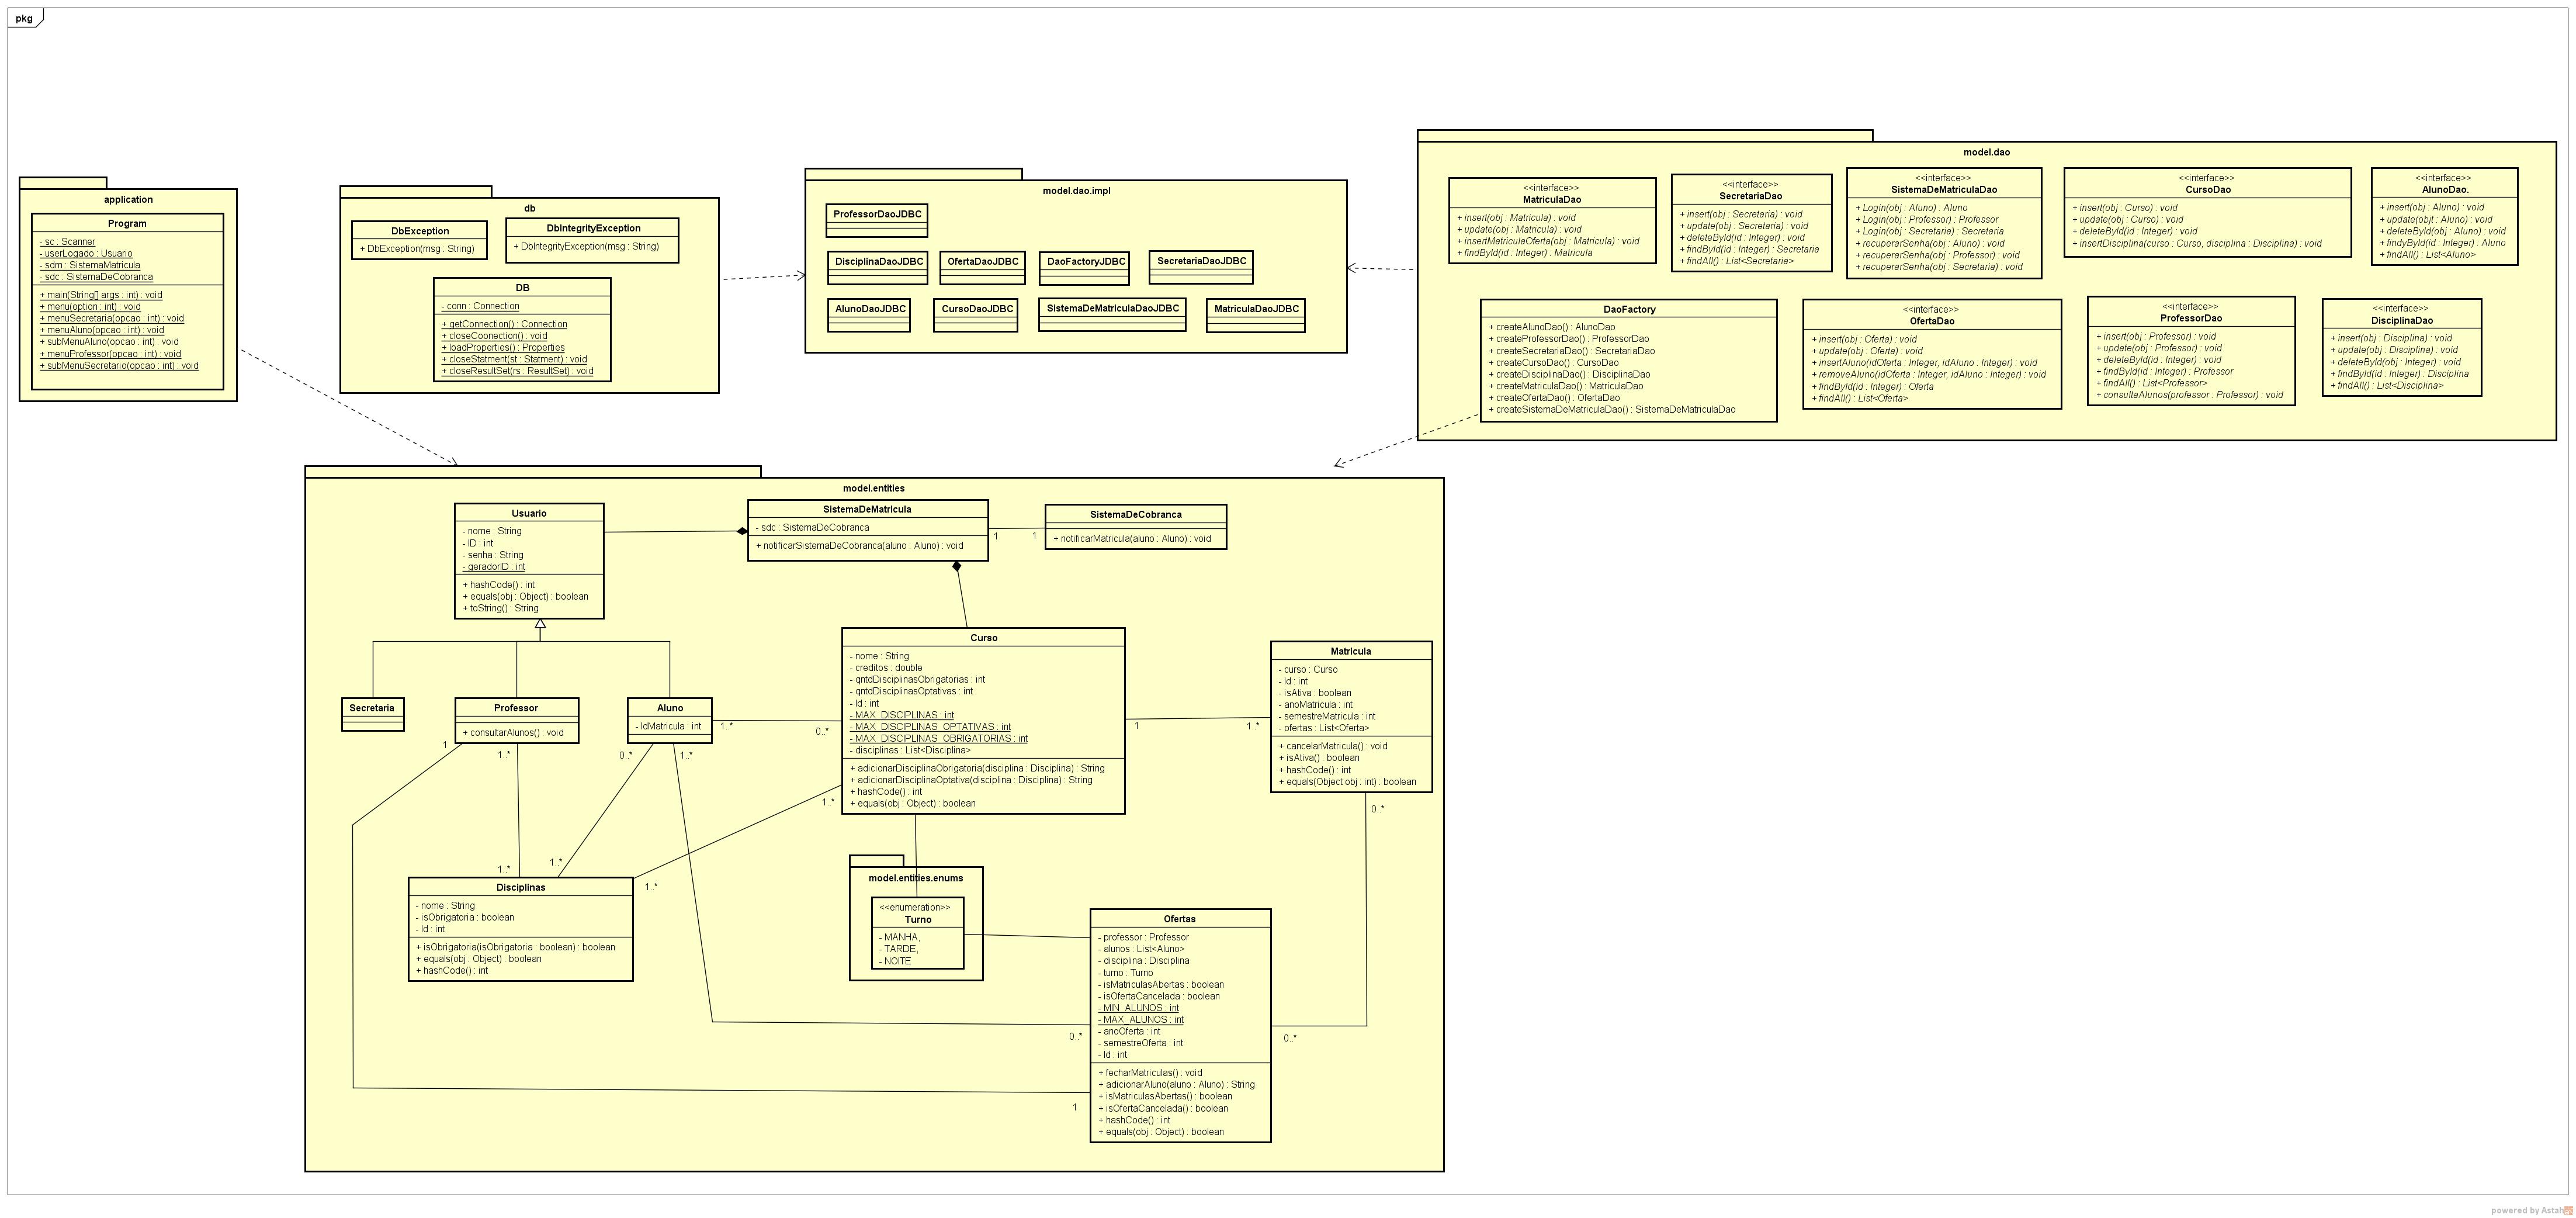 pkg
application
Program
- sc : Scanner
- userLogado : Usuario
- sdm : SistemaMatricula
- sdc : SistemaDeCobranca
+ main(String[] args : int) : void
+ menu(option : int) : void
+ menuSecretaria(opcao : int) : void
+ menuAluno(opcao : int) : void
+ subMenuAluno(opcao : int) : void
+ menuProfessor(opcao : int) : void
+ subMenuSecretario(opcao : int) : void
db
DbException
+ DbException(msg : String)
DbIntegrityException
+ DbIntegrityException(msg : String)
DB
- conn : Connection
+ getConnection() : Connection
+ closeCoonection() : void
+ loadProperties() : Properties
+ closeStatment(st : Statment) : void
+ closeResultSet(rs : ResultSet) : void
model.dao.impl
ProfessorDaoJDBC
DisciplinaDaoJDBC
OfertaDaoJDBC
DaoFactoryJDBC
SecretariaDaoJDBC
AlunoDaoJDBC
CursoDaoJDBC
SistemaDeMatriculaDaoJDBC
MatriculaDaoJDBC
model.dao
<<interface>>
MatriculaDao
+ insert(obj : Matricula) : void
+ update(obj : Matricula) : void
+ insertMatriculaOferta(obj : Matricula) : void
+ findById(id : Integer) : Matricula
<<interface>>
SecretariaDao
+ insert(obj : Secretaria) : void
+ update(obj : Secretaria) : void
+ deleteById(id : Integer) : void
+ findById(id : Integer) : Secretaria
+ findAll() : List<Secretaria>
<<interface>>
SistemaDeMatriculaDao
+ Login(obj : Aluno) : Aluno
+ Login(obj : Professor) : Professor
+ Login(obj : Secretaria) : Secretaria
+ recuperarSenha(obj : Aluno) : void
+ recuperarSenha(obj : Professor) : void
+ recuperarSenha(obj : Secretaria) : void
<<interface>>
CursoDao
+ insert(obj : Curso) : void
+ update(obj : Curso) : void
+ deleteById(id : Integer) : void
+ insertDisciplina(curso : Curso, disciplina : Disciplina) : void
<<interface>>
AlunoDao.
+ insert(obj : Aluno) : void
+ update(objt : Aluno) : void
+ deleteById(obj : Aluno) : void
+ findyById(id : Integer) : Aluno
+ findAll() : List<Aluno>
DaoFactory
+ createAlunoDao() : AlunoDao
+ createProfessorDao() : ProfessorDao
+ createSecretariaDao() : SecretariaDao
+ createCursoDao() : CursoDao
+ createDisciplinaDao() : DisciplinaDao
+ createMatriculaDao() : MatriculaDao
+ createOfertaDao() : OfertaDao
+ createSistemaDeMatriculaDao() : SistemaDeMatriculaDao
<<interface>>
OfertaDao
+ insert(obj : Oferta) : void
+ update(obj : Oferta) : void
+ insertAluno(idOferta : Integer, idAluno : Integer) : void
+ removeAluno(idOferta : Integer, idAluno : Integer) : void
+ findById(id : Integer) : Oferta
+ findAll() : List<Oferta>
<<interface>>
ProfessorDao
+ insert(obj : Professor) : void
+ update(obj : Professor) : void
+ deleteById(id : Integer) : void
+ findById(id : Integer) : Professor
+ findAll() : List<Professor>
+ consultaAlunos(professor : Professor) : void
<<interface>>
DisciplinaDao
+ insert(obj : Disciplina) : void
+ update(obj : Disciplina) : void
+ deleteById(obj : Integer) : void
+ findById(id : Integer) : Disciplina
+ findAll() : List<Disciplina>
model.entities
Usuario
- nome : String
- ID : int
- senha : String
- geradorID : int
+ hashCode() : int
+ equals(obj : Object) : boolean
+ toString() : String
SistemaDeMatricula
- sdc : SistemaDeCobranca
+ notificarSistemaDeCobranca(aluno : Aluno) : void
1
1
SistemaDeCobranca
+ notificarMatricula(aluno : Aluno) : void
Secretaria
Professor
+ consultarAlunos() : void
Aluno
- IdMatricula : int
1..*
0..*
Curso
- nome : String
- creditos : double
- qntdDisciplinasObrigatorias : int
- qntdDisciplinasOptativas : int
- Id : int
- MAX_DISCIPLINAS : int
- MAX_DISCIPLINAS_OPTATIVAS : int
- MAX_DISCIPLINAS_OBRIGATORIAS : int
- disciplinas : List<Disciplina>
+ adicionarDisciplinaObrigatoria(disciplina : Disciplina) : String
+ adicionarDisciplinaOptativa(disciplina : Disciplina) : String
+ hashCode() : int
+ equals(obj : Object) : boolean
1
1..*
Matricula
- curso : Curso
- Id : int
- isAtiva : boolean
- anoMatricula : int
- semestreMatricula : int
- ofertas : List<Oferta>
+ cancelarMatricula() : void
+ isAtiva() : boolean
+ hashCode() : int
+ equals(Object obj : int) : boolean
1
1..*
0..*
1..*
1..*
0..*
1..*
1..*
1..*
Disciplinas
- nome : String
- isObrigatoria : boolean
- Id : int
+ isObrigatoria(isObrigatoria : boolean) : boolean
+ equals(obj : Object) : boolean
+ hashCode() : int
model.entities.enums
<<enumeration>>
Turno
- MANHA,
- TARDE,
- NOITE
Ofertas
- professor : Professor
- alunos : List<Aluno>
- disciplina : Disciplina
- turno : Turno
- isMatriculasAbertas : boolean
- isOfertaCancelada : boolean
- MIN_ALUNOS : int
- MAX_ALUNOS : int
- anoOferta : int
- semestreOferta : int
- Id : int
+ fecharMatriculas() : void
+ adicionarAluno(aluno : Aluno) : String
+ isMatriculasAbertas() : boolean
+ isOfertaCancelada() : boolean
+ hashCode() : int
+ equals(obj : Object) : boolean
0..*
0..*
1
powered by Astah